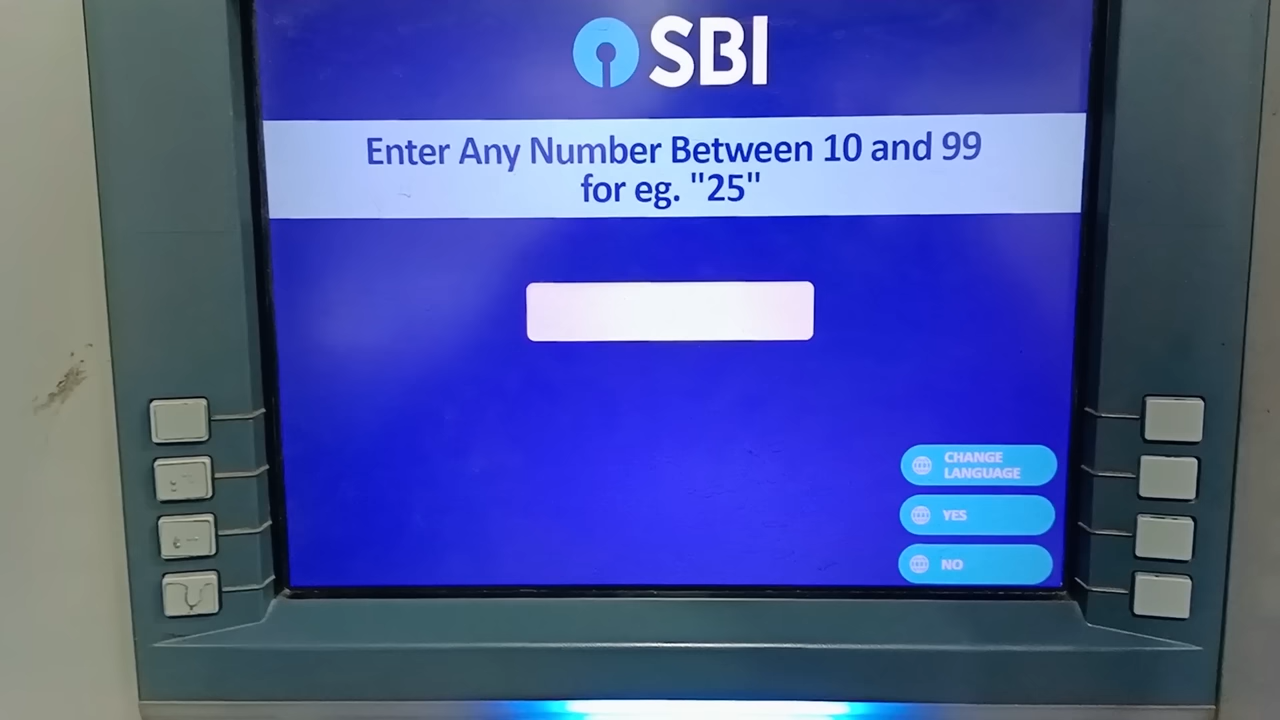 SBI
Enter Any Number Between 10 and 99
for eg. "25"
CHANGE
LANGUAGE
YES
NO